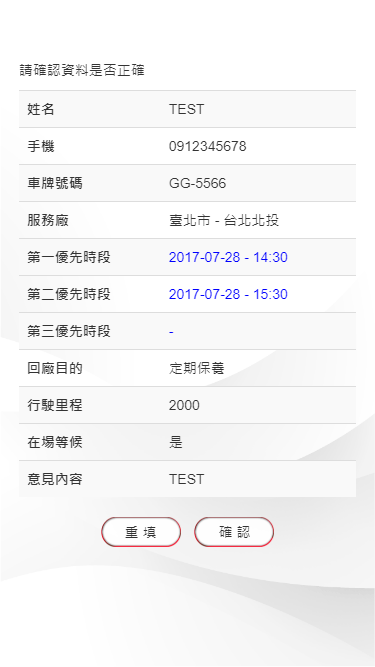 請確認資料是否正確
姓名 TEST
手機 0912345678
車牌號碼 GG-5566
服務廠 臺北市 - 台北北投
第一優先時段 2017-07-28 - 14:30
第二優先時段 2017-07-28 - 15:30
第三優先時段 -
回廠目的 定期保養
行駛里程 2000
在場等候 是
意見內容 TEST
重 填 確 認